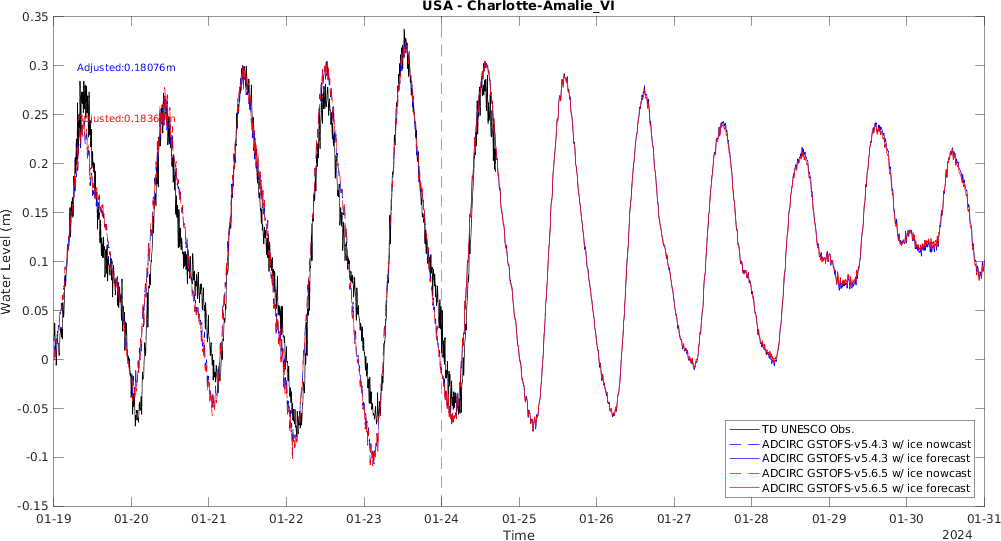 USA - Charlotte-Amalie_VI
0.35
0.3
0.25
0.2
0.15
0.1
0.05
0
-0.05
-0.1
-0.15
Water Level (m)
Adjusted:0.18076m
TD UNESCO Obs.
ADCIRC GSTOFS-v5.4.3 w/ ice nowcast
ADCIRC GSTOFS-v5.4.3 w/ ice forecast
ADCIRC GSTOFS-v5.6.5 w/ ice nowcast
ADCIRC GSTOFS-v5.6.5 w/ ice forecast
01-19 01-20 01-21 01-22 01-23 01-24 01-25 01-26 01-27 01-28 01-29 01-30 01-31
Time
2024